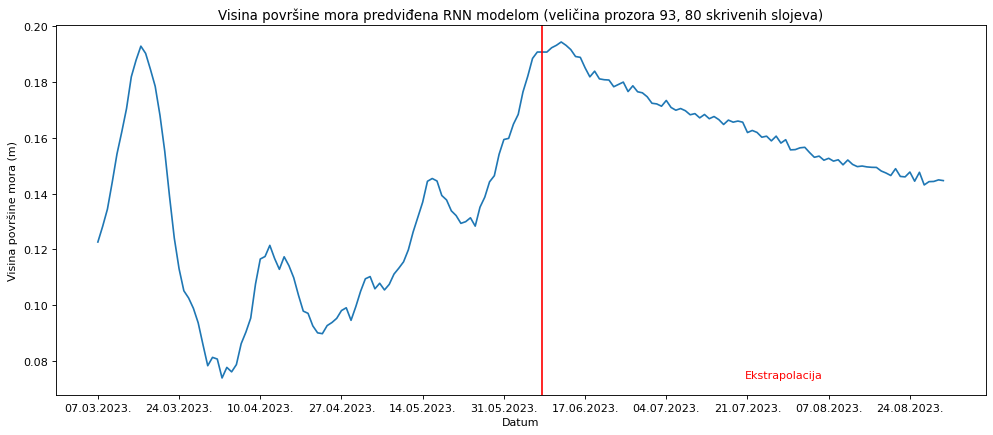 Visina površine mora predviđena RNN modelom (veličina prozora 93, 80 skrivenih slojeva)
0.20
0.18
0.16
0.14
0.12
0.10
0.08
Visina površine mora (m)
Ekstrapolacija
07.03.2023. 24.03.2023. 10.04.2023. 27.04.2023. 14.05.2023. 31.05.2023. 17.06.2023. 04.07.2023. 21.07.2023. 07.08.2023. 24.08.2023.
Datum